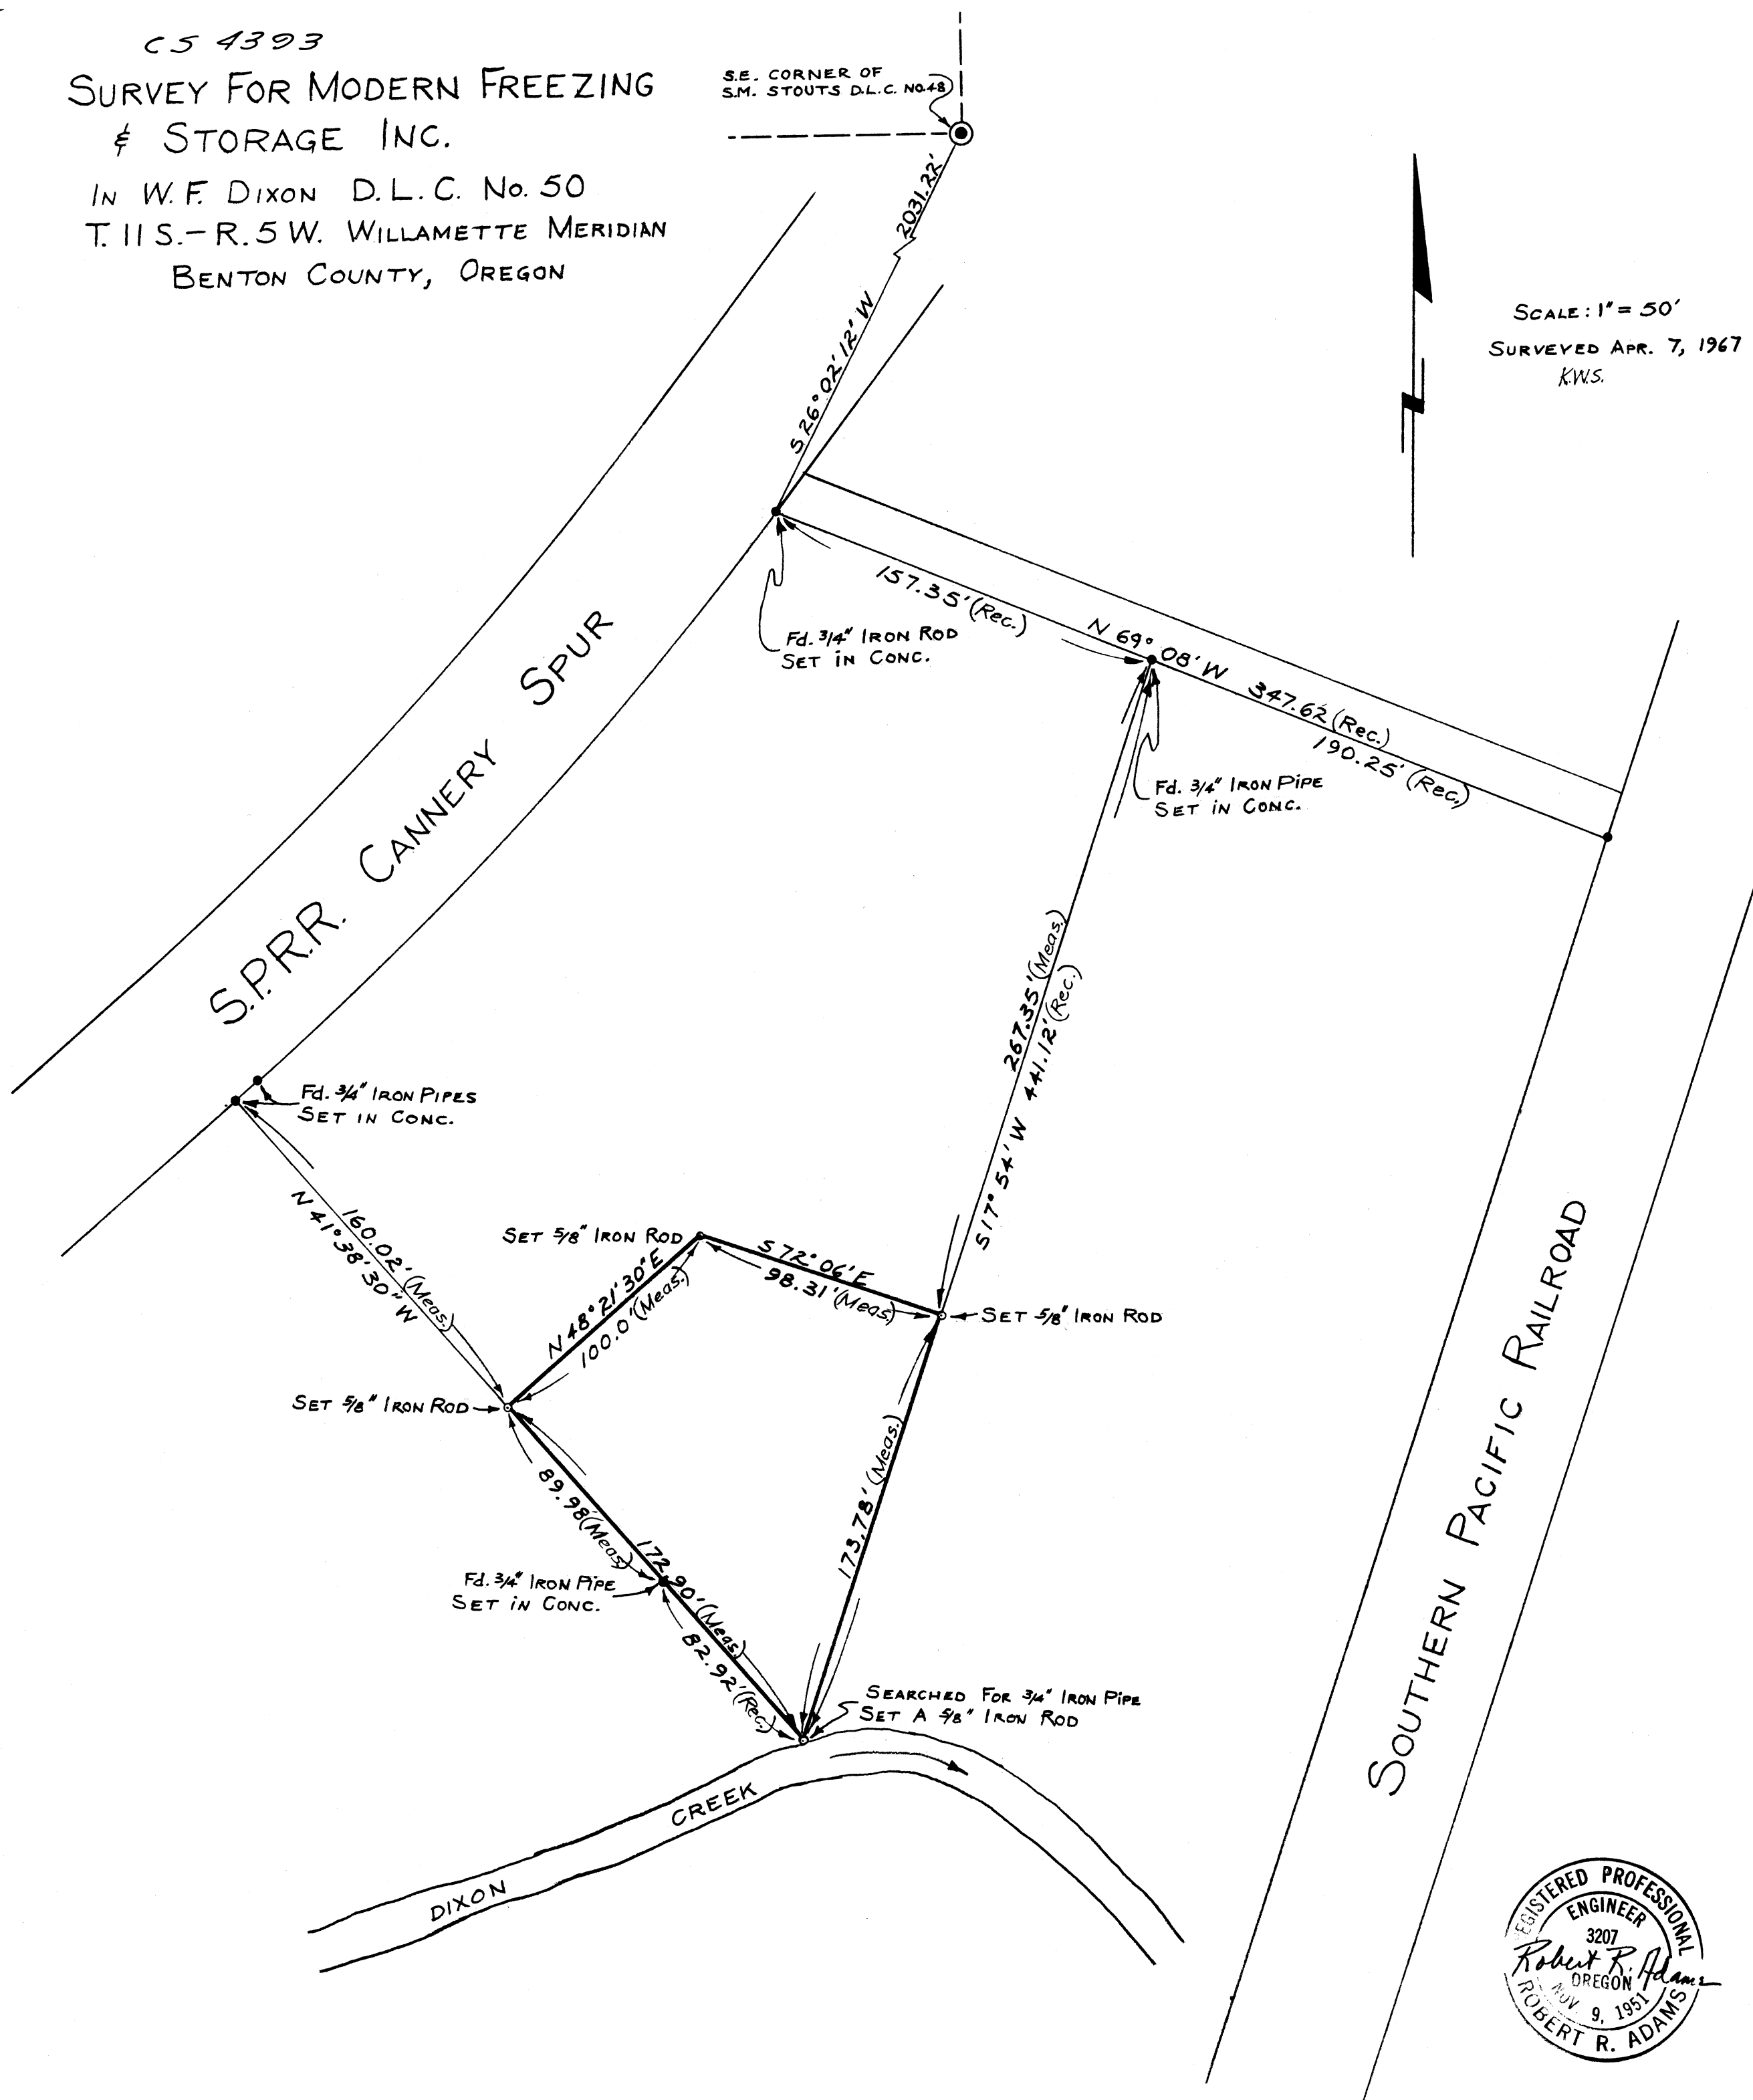 CS 4393
SURVEY FOR MODERN FREEZING
& STORAGE INC.
IN W.F. DIXON D.L.C. No. 50
T. 11 S. - R. 5 W. WILLAMETTE MERIDIAN
BENTON COUNTY, OREGON
S.E. CORNER OF
S.M. STOUTS D.L.C. NO.48
2031.22'
S 26° 02' 12' W
SCALE: 1" = 50'
SURVEYED APR. 7, 1967
K.W.S.
157.35' (Rec.)
N 69° 08' W 347.62 (Rec.)
190.25' (Rec.)
Fd. 3/4" IRON ROD
SET IN CONC.
Fd. 3/4" IRON PIPE
SET IN CONC.
S.P.R.R. CANNERY SPUR
267.35' (Meas.)
S 17° 54' W 441.12' (Rec.)
Fd. 3/4" IRON PIPES
SET IN CONC.
160.02' (Meas.)
N 41° 38' 30" W
SET 5/8" IRON ROD
S 72° 06' E
98.31' (Meas.)
N 48° 21' 30" E
100.0' (Meas.)
SET 5/8" IRON ROD
SET 5/8" IRON ROD
89.98' (Meas.)
172.90' (Meas.)
82.92' (Rec.)
173.78' (Meas.)
Fd. 3/4" IRON PIPE
SET IN CONC.
SEARCHED FOR 3/4" IRON PIPE
SET A 5/8" IRON ROD
DIXON CREEK
SOUTHERN PACIFIC RAILROAD
EGISTERED PROFESSIONAL
ENGINEER
3207
Robert R. Adams
OREGON
NOV. 9, 1951
ROBERT R. ADAMS